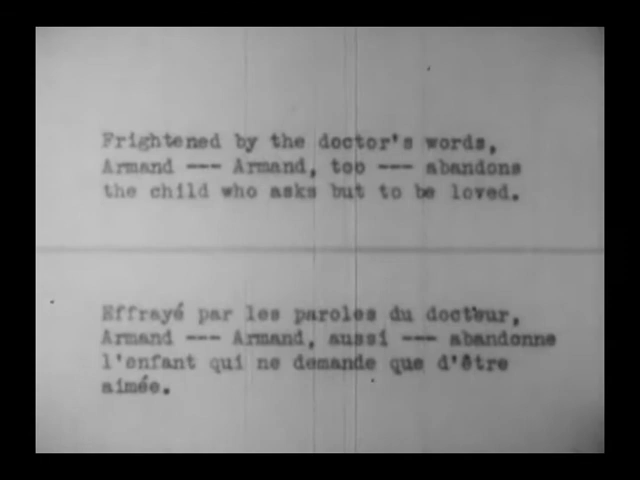 Frightened by the doctor's words,
Armand --- Armand, too --- abandons
the child who asks but to be loved.
Effrayé par les paroles du docteur,
Armand --- Armand, aussi --- abandonne
l'enfant qui ne demande que d'être
aimée.